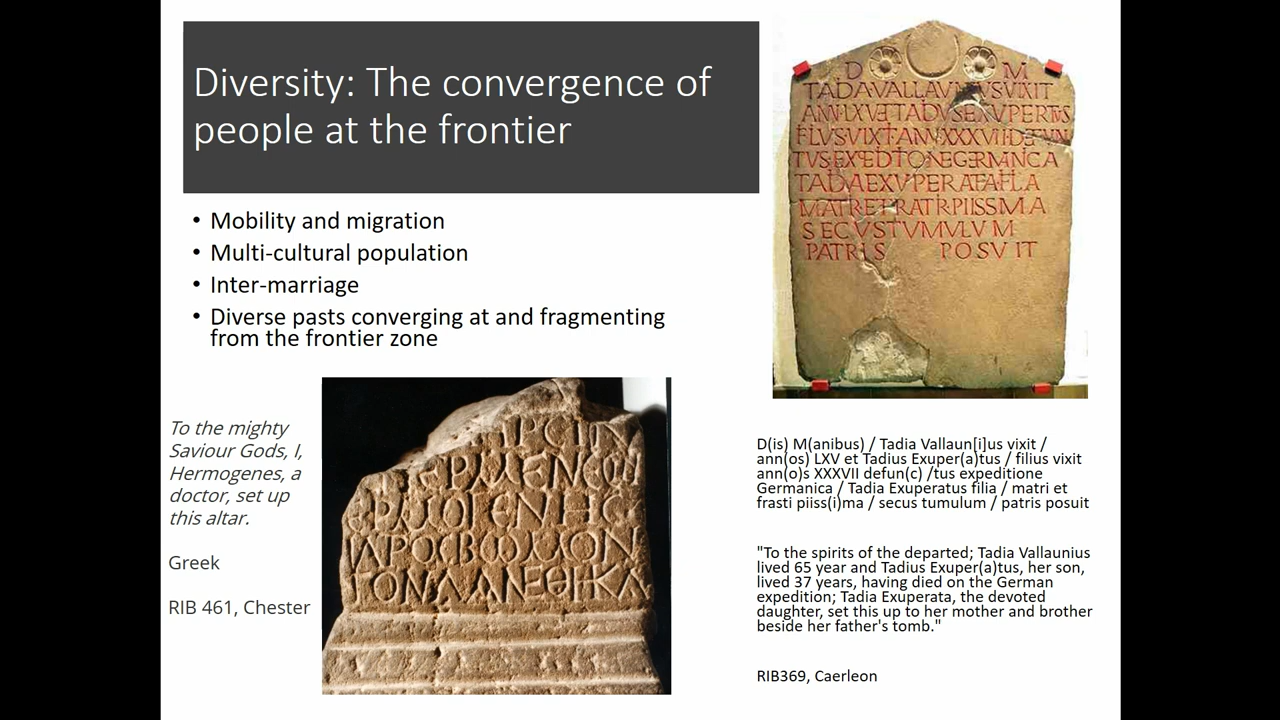 Diversity: The convergence of
people at the frontier
• Mobility and migration
• Multi-cultural population
• Inter-marriage
• Diverse pasts converging at and fragmenting
from the frontier zone
To the mighty
Saviour Gods, I,
Hermogenes, a
doctor, set up
this altar.
Greek
RIB 461, Chester
ΕΡΜΟΓΕΝΗС
ΙΑΤΡΟСΒΩΜΟΝ
ΤΟΝΔΑΝΕΘΗΚΑ
D M
SECVSTVMVLVM
PATRIS POSVIT
D(is) M(anibus) / Tadia Vallaun[i]us vixit /
ann(os) LXV et Tadius Exuper(a)tus / filius vixit
ann(o)s XXXVII defun(c) /tus expeditione
Germanica / Tadia Exuperatus filia / matri et
frasti piiss(i)ma / secus tumulum / patris posuit
"To the spirits of the departed; Tadia Vallaunius
lived 65 year and Tadius Exuper(a)tus, her son,
lived 37 years, having died on the German
expedition; Tadia Exuperata, the devoted
daughter, set this up to her mother and brother
beside her father's tomb."
RIB369, Caerleon